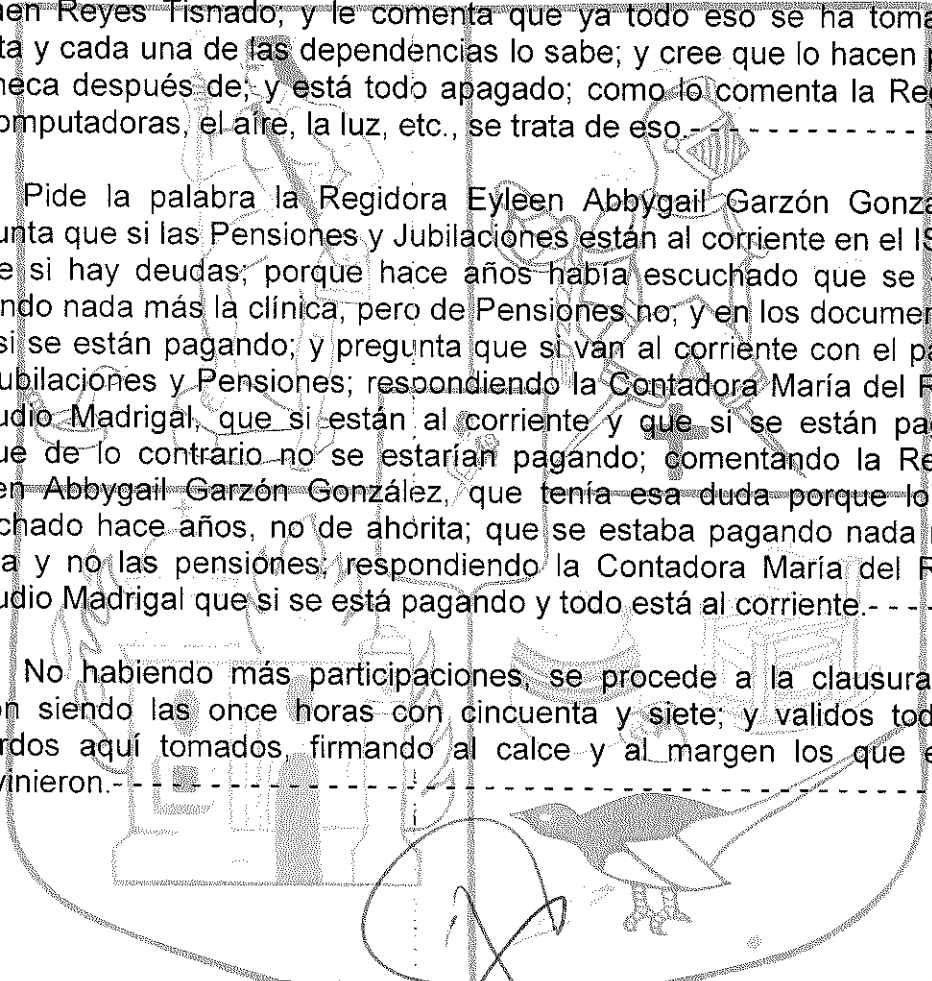 men Reyes Tisnado, y le comenta que ya todo eso se ha toma
ta y cada una de las dependencias lo sabe; y cree que lo hacen
neca después de; y está todo apagado; como lo comenta la Re
omputadoras, el aire, la luz, etc., se trata de eso.- - - - - - - - - - - -
Pide la palabra la Regidora Eyleen Abbygail Garzón Gonz
unta que si las Pensiones y Jubilaciones están al corriente en el IS
e si hay deudas; porque hace años había escuchado que se
ndo nada más la clínica, pero de Pensiones no; y en los documen
si se están pagando; y pregunta que si van al corriente con el pa
ubilaciones y Pensiones; respondiendo la Contadora María del R
udio Madrigal, que si están al corriente y que si se están pa
ue de lo contrario no se estarían pagando; comentando la Re
en Abbygail Garzón González, que tenía esa duda porque lo
chado hace años, no de ahorita; que se estaba pagando nada
a y no las pensiones; respondiendo la Contadora María del R
udio Madrigal que si se está pagando y todo está al corriente.- - - -
No habiendo más participaciones, se procede a la clausura
ón siendo las once horas con cincuenta y siete; y validos tod
rdos aquí tomados, firmando al calce y al margen los que e
vinieron.- - - - - - - - - - - - - - - - - - - - - - - - - - - - - - - - - - -